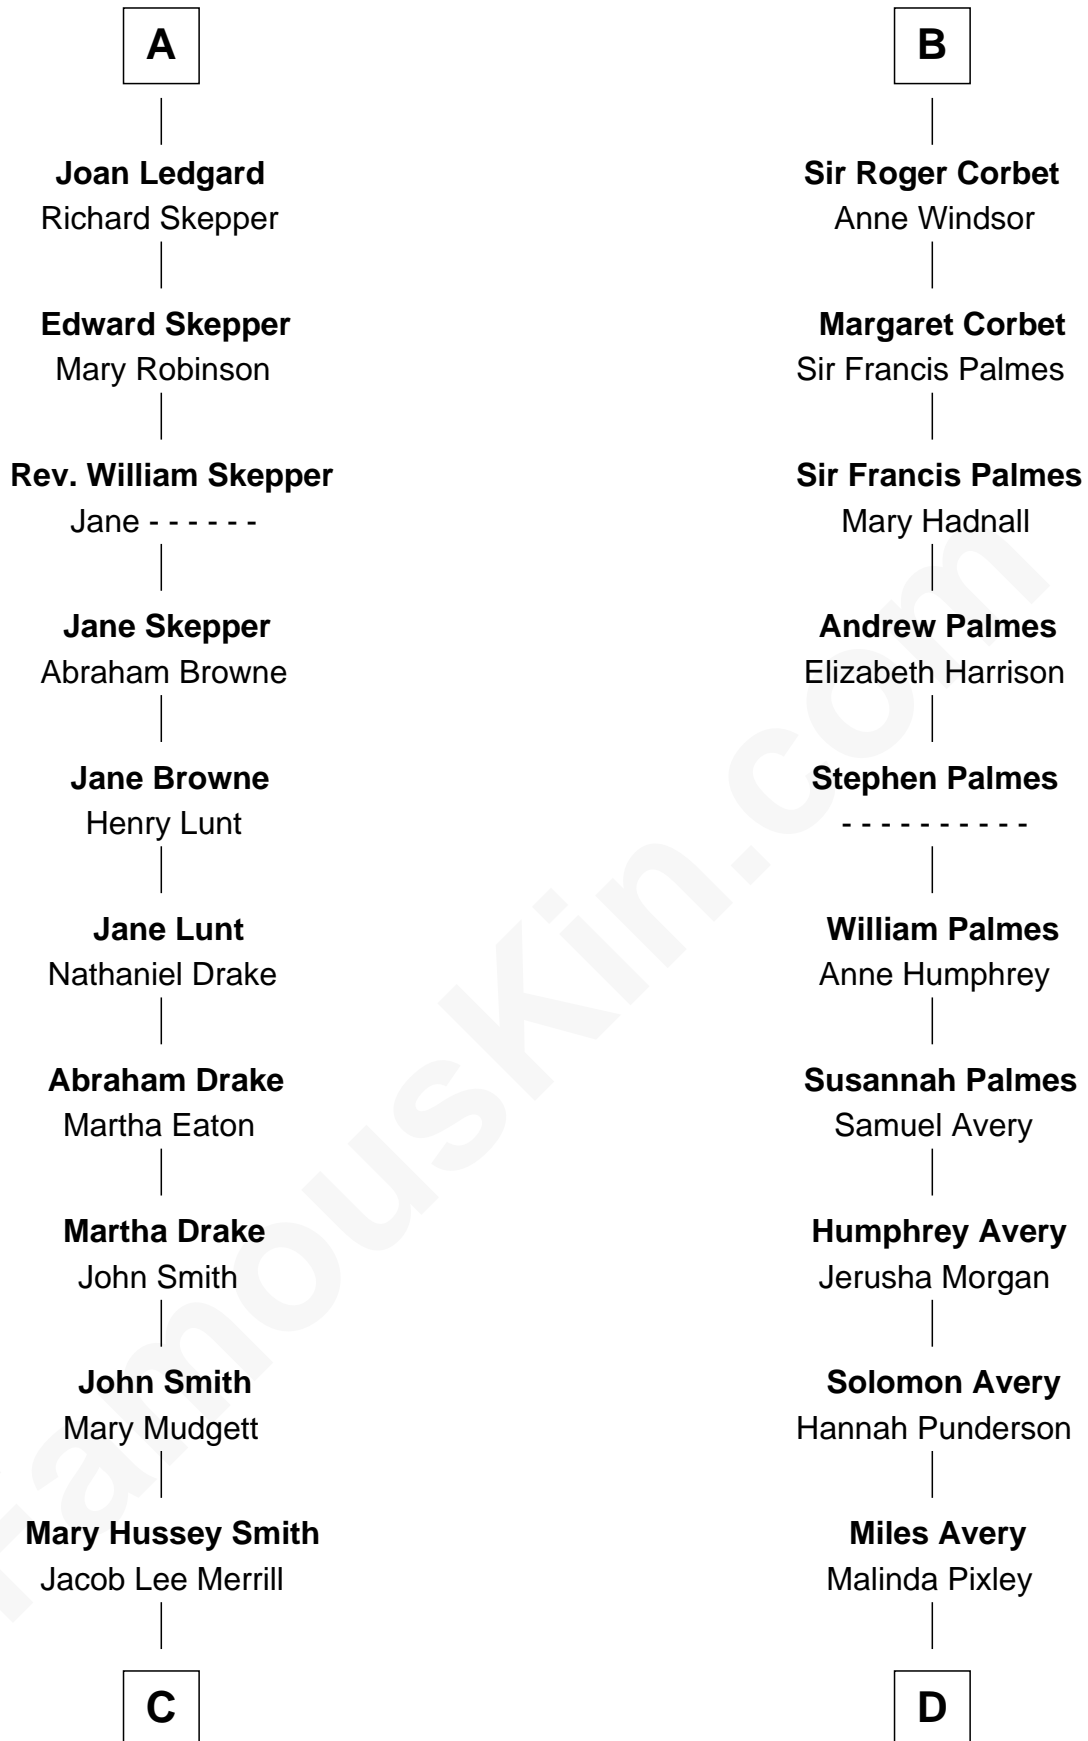 A
Joan Ledgard
Richard Skepper
Edward Skepper
Mary Robinson
Rev. William Skepper
Jane - - - - - -
Jane Skepper
Abraham Browne
Jane Browne
Henry Lunt
Jane Lunt
Nathaniel Drake
Abraham Drake
Martha Eaton
Martha Drake
John Smith
John Smith
Mary Mudgett
Mary Hussey Smith
Jacob Lee Merrill
C
B
Sir Roger Corbet
Anne Windsor
Margaret Corbet
Sir Francis Palmes
Sir Francis Palmes
Mary Hadnall
Andrew Palmes
Elizabeth Harrison
Stephen Palmes
- - - - - - - - - -
William Palmes
Anne Humphrey
Susannah Palmes
Samuel Avery
Humphrey Avery
Jerusha Morgan
Solomon Avery
Hannah Punderson
Miles Avery
Malinda Pixley
D
FamousKin.com